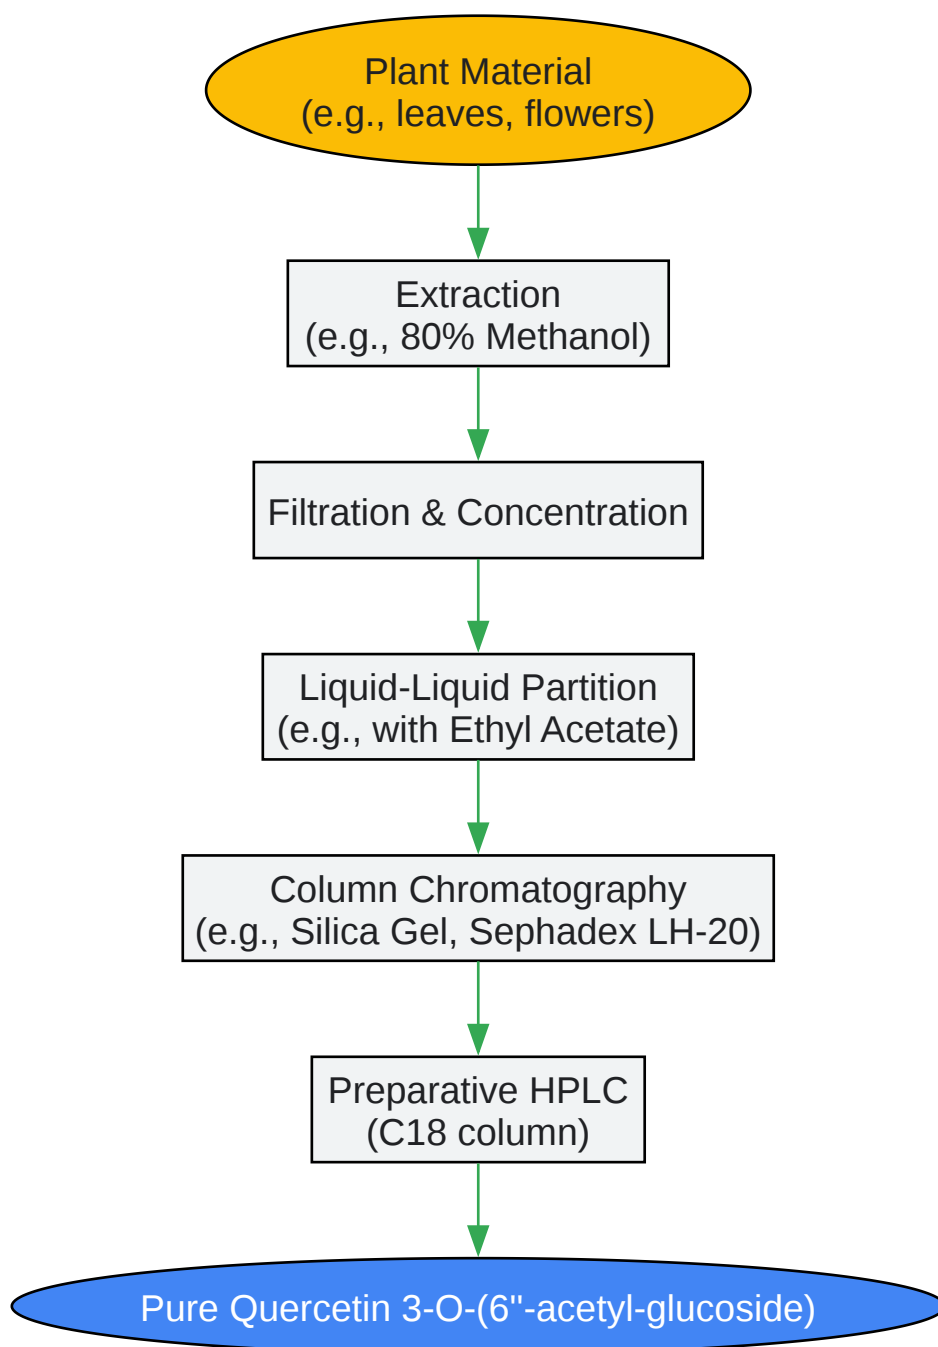 Plant Material
(e.g., leaves, flowers)
Extraction
(e.g., 80% Methanol)
Filtration & Concentration
Liquid-Liquid Partition
(e.g., with Ethyl Acetate)
Column Chromatography
(e.g., Silica Gel, Sephadex LH-20)
Preparative HPLC
(C18 column)
Pure Quercetin 3-O-(6''-acetyl-glucoside)